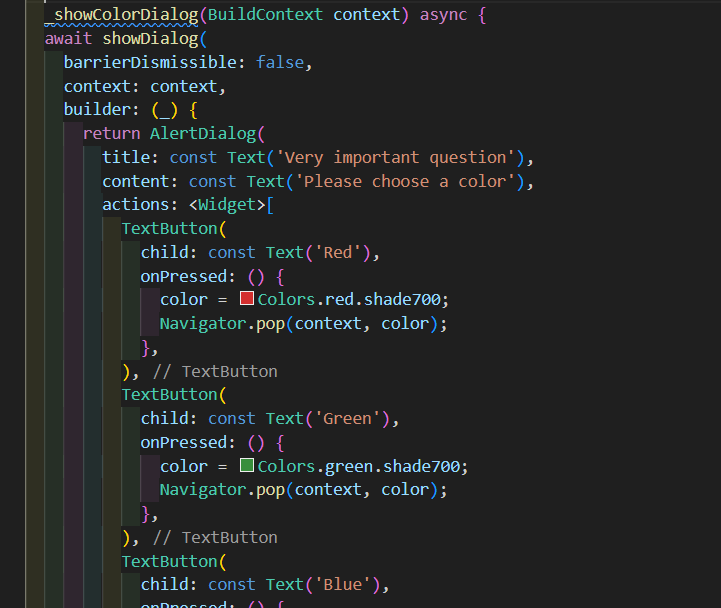 _showColorDialog(BuildContext context) async {
await showDialog(
barrierDismissible: false,
context: context,
builder: (_) {
return AlertDialog(
title: const Text('Very important question'),
content: const Text('Please choose a color'),
actions: <Widget>[
TextButton(
child: const Text('Red'),
onPressed: () {
color = Colors.red.shade700;
Navigator.pop(context, color);
},
), // TextButton
TextButton(
child: const Text('Green'),
onPressed: () {
color = Colors.green.shade700;
Navigator.pop(context, color);
},
), // TextButton
TextButton(
child: const Text('Blue'),
onPressed: () {